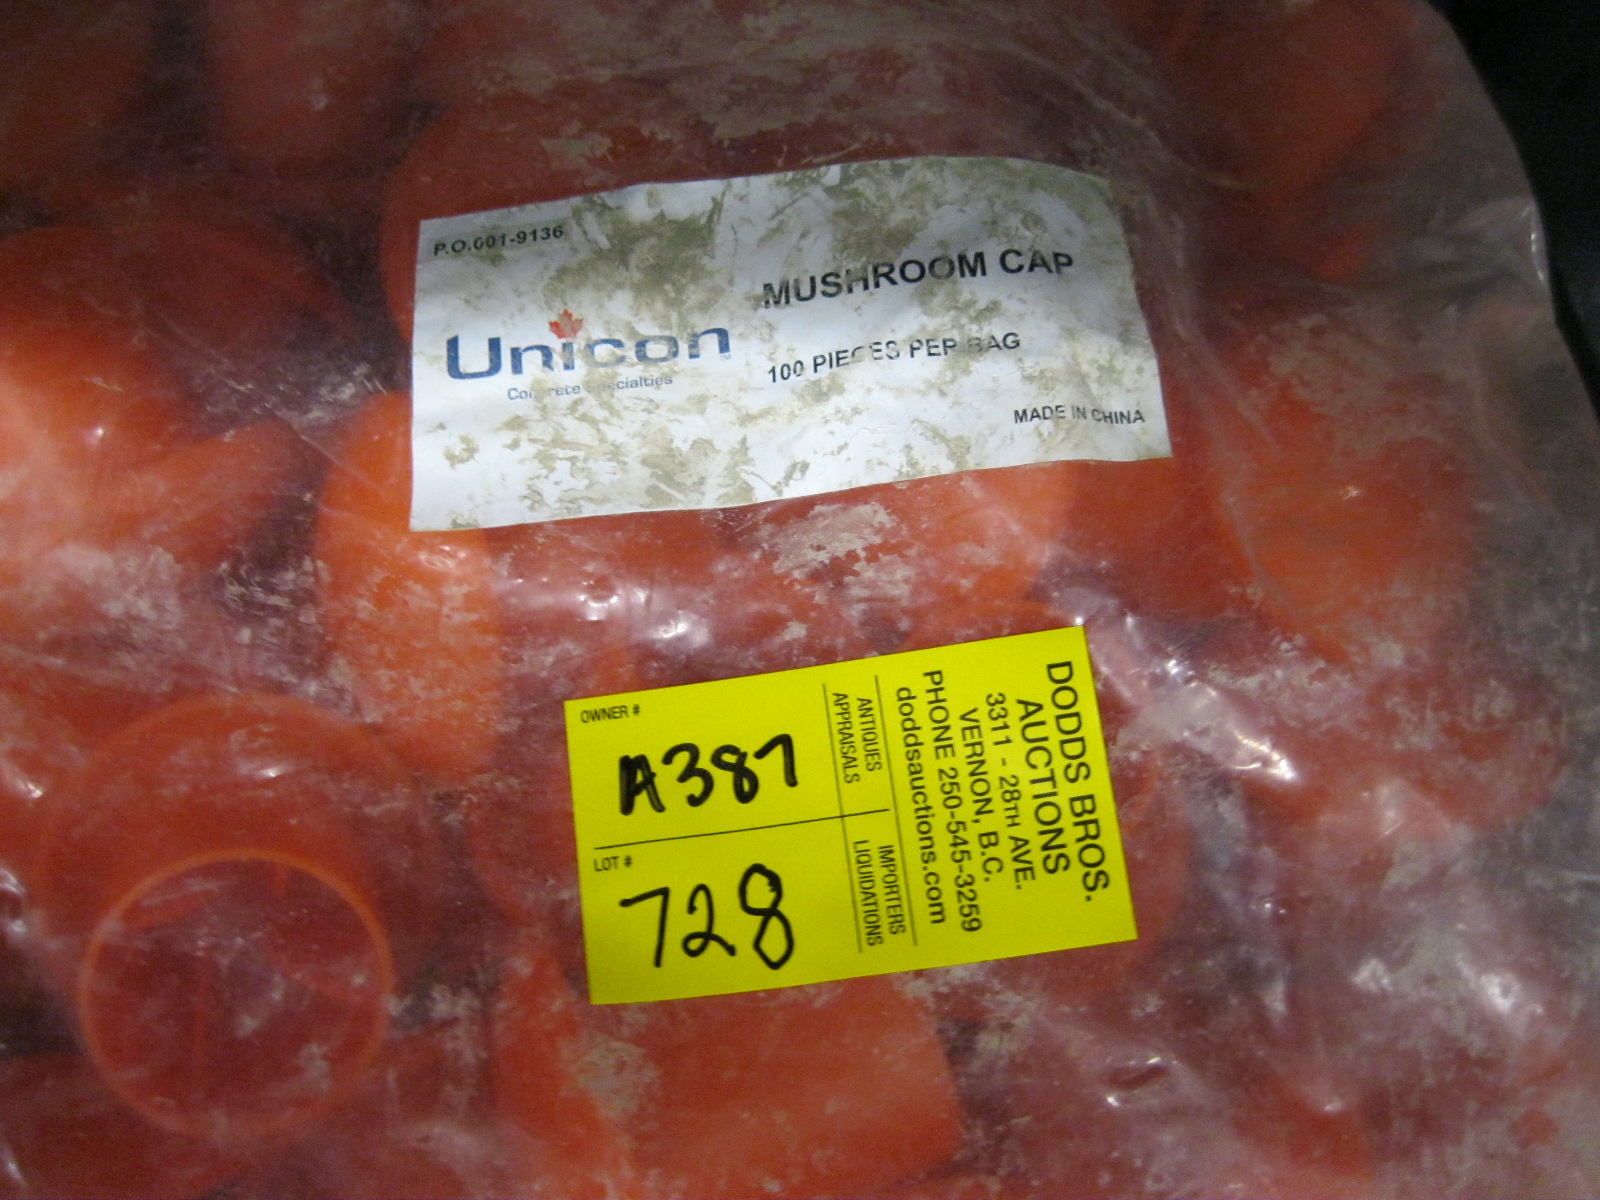 P.O.001-9136
MUSHROOM CAP
Unicon
TM
Concrete Specialties
100 PIECES PER BAG
MADE IN CHINA
OWNER #
A387
LOT #
728
DODDS BROS.
AUCTIONS
3311 - 28TH AVE.
VERNON, B.C.
PHONE 250-545-3259
doddsauctions.com
ANTIQUES
APPRAISALS
IMPORTERS
LIQUIDATIONS